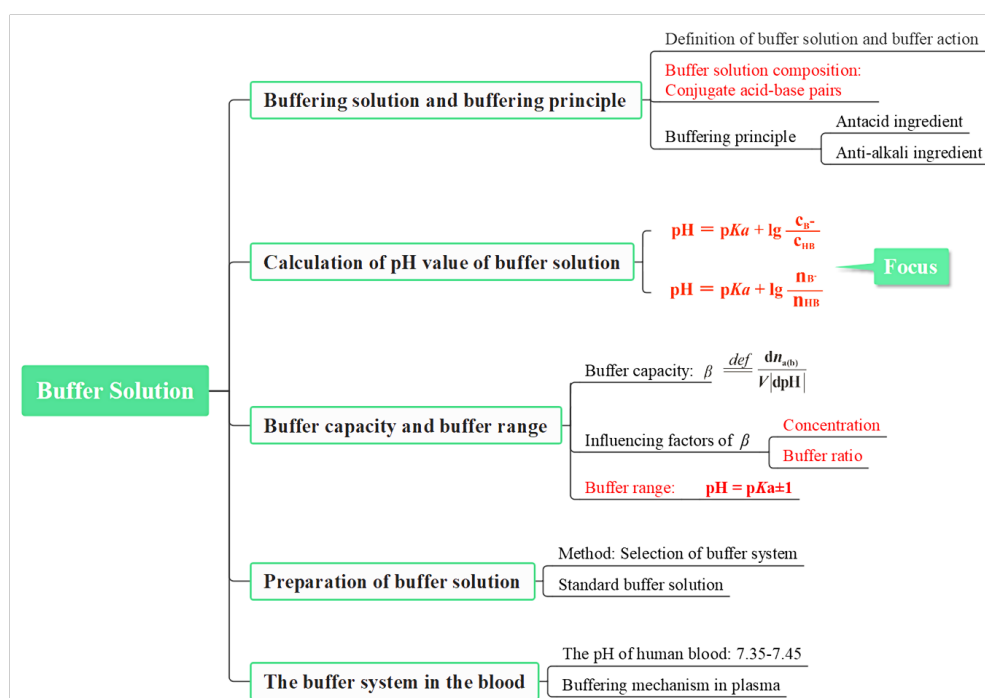 Buffer Solution
Buffering solution and buffering principle
Definition of buffer solution and buffer action
Buffer solution composition:
Conjugate acid-base pairs
Buffering principle
Antacid ingredient
Anti-alkali ingredient
Calculation of pH value of buffer solution
pH = pKa + lg c_B⁻ / c_HB
pH = pKa + lg n_B⁻ / n_HB
Focus
Buffer capacity and buffer range
Buffer capacity: β def dn_a(b) / V|dpH|
Influencing factors of β
Concentration
Buffer ratio
Buffer range: pH = pKa±1
Preparation of buffer solution
Method: Selection of buffer system
Standard buffer solution
The buffer system in the blood
The pH of human blood: 7.35-7.45
Buffering mechanism in plasma